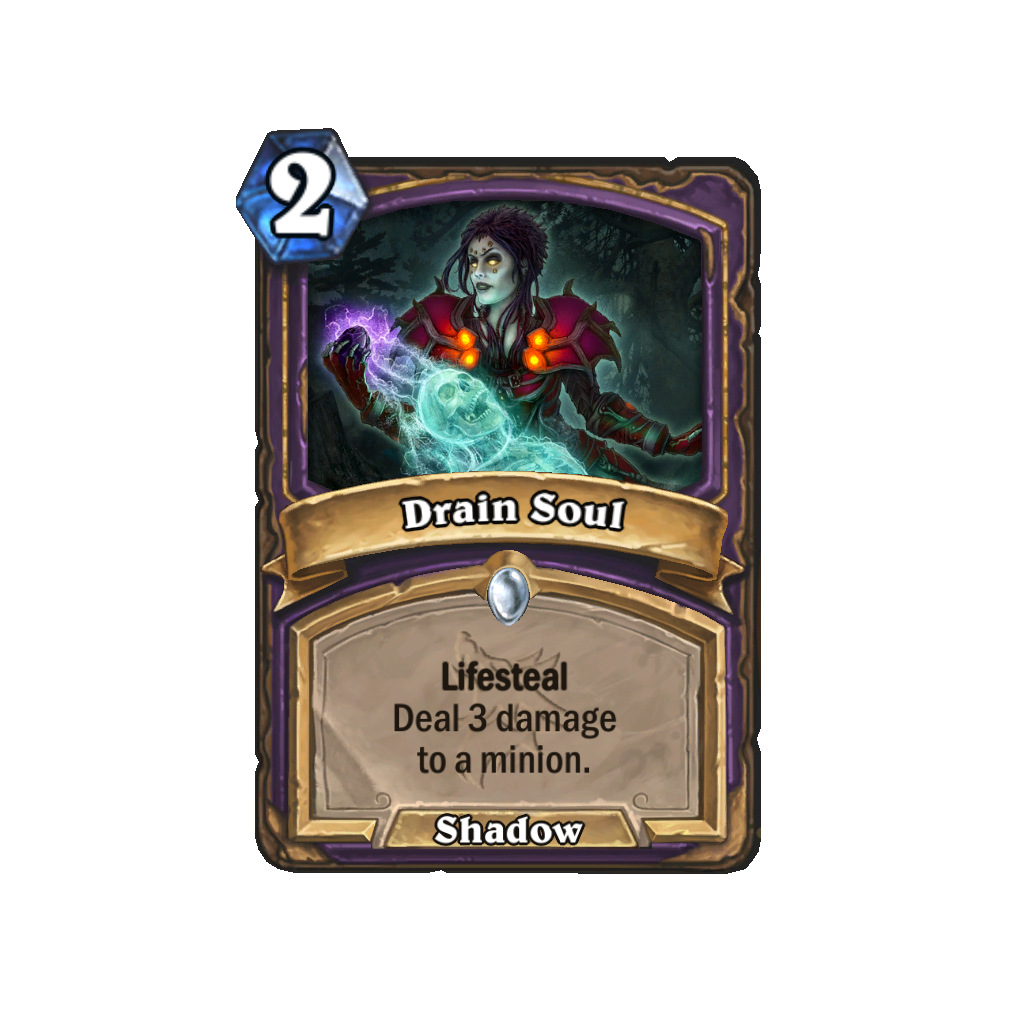 2
Drain Soul
Lifesteal
Deal 3 damage
to a minion.
Shadow